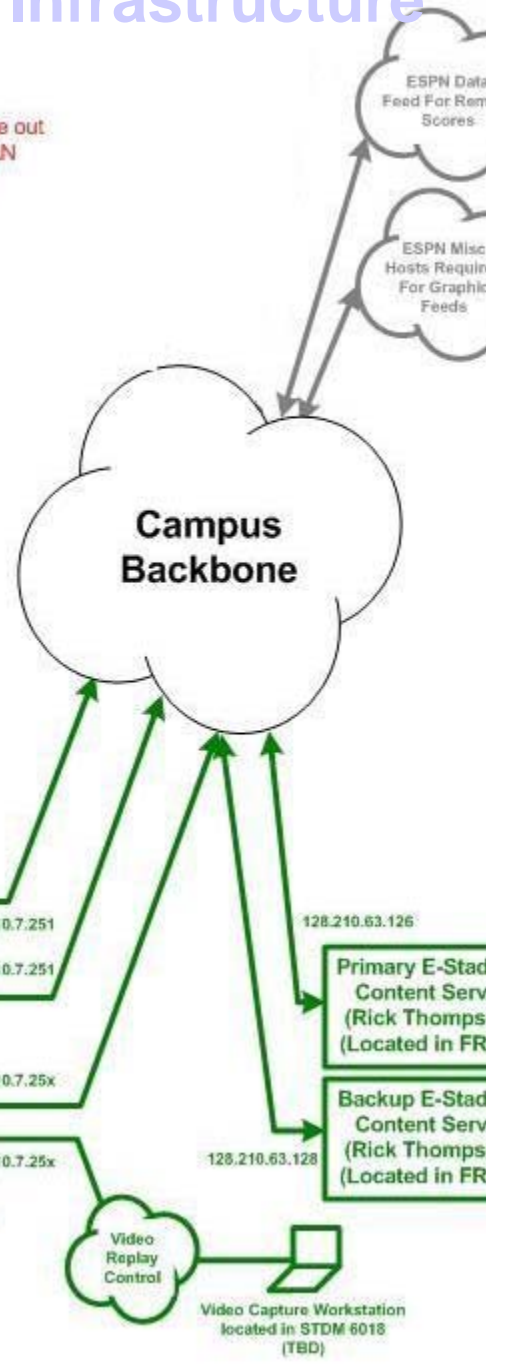 Infrastructure
e out
N
ESPN Data
Feed For Rem
Scores
ESPN Misc
Hosts Require
For Graphic
Feeds
Campus
Backbone
0.7.251
0.7.251
0.7.25x
0.7.25x
128.210.63.126
Primary E-Stad
Content Serv
(Rick Thomps
(Located in FR
Backup E-Stad
Content Serv
(Rick Thomps
(Located in FR
128.210.63.128
Video
Replay
Control
Video Capture Workstation
located in STDM 6018
(TBD)